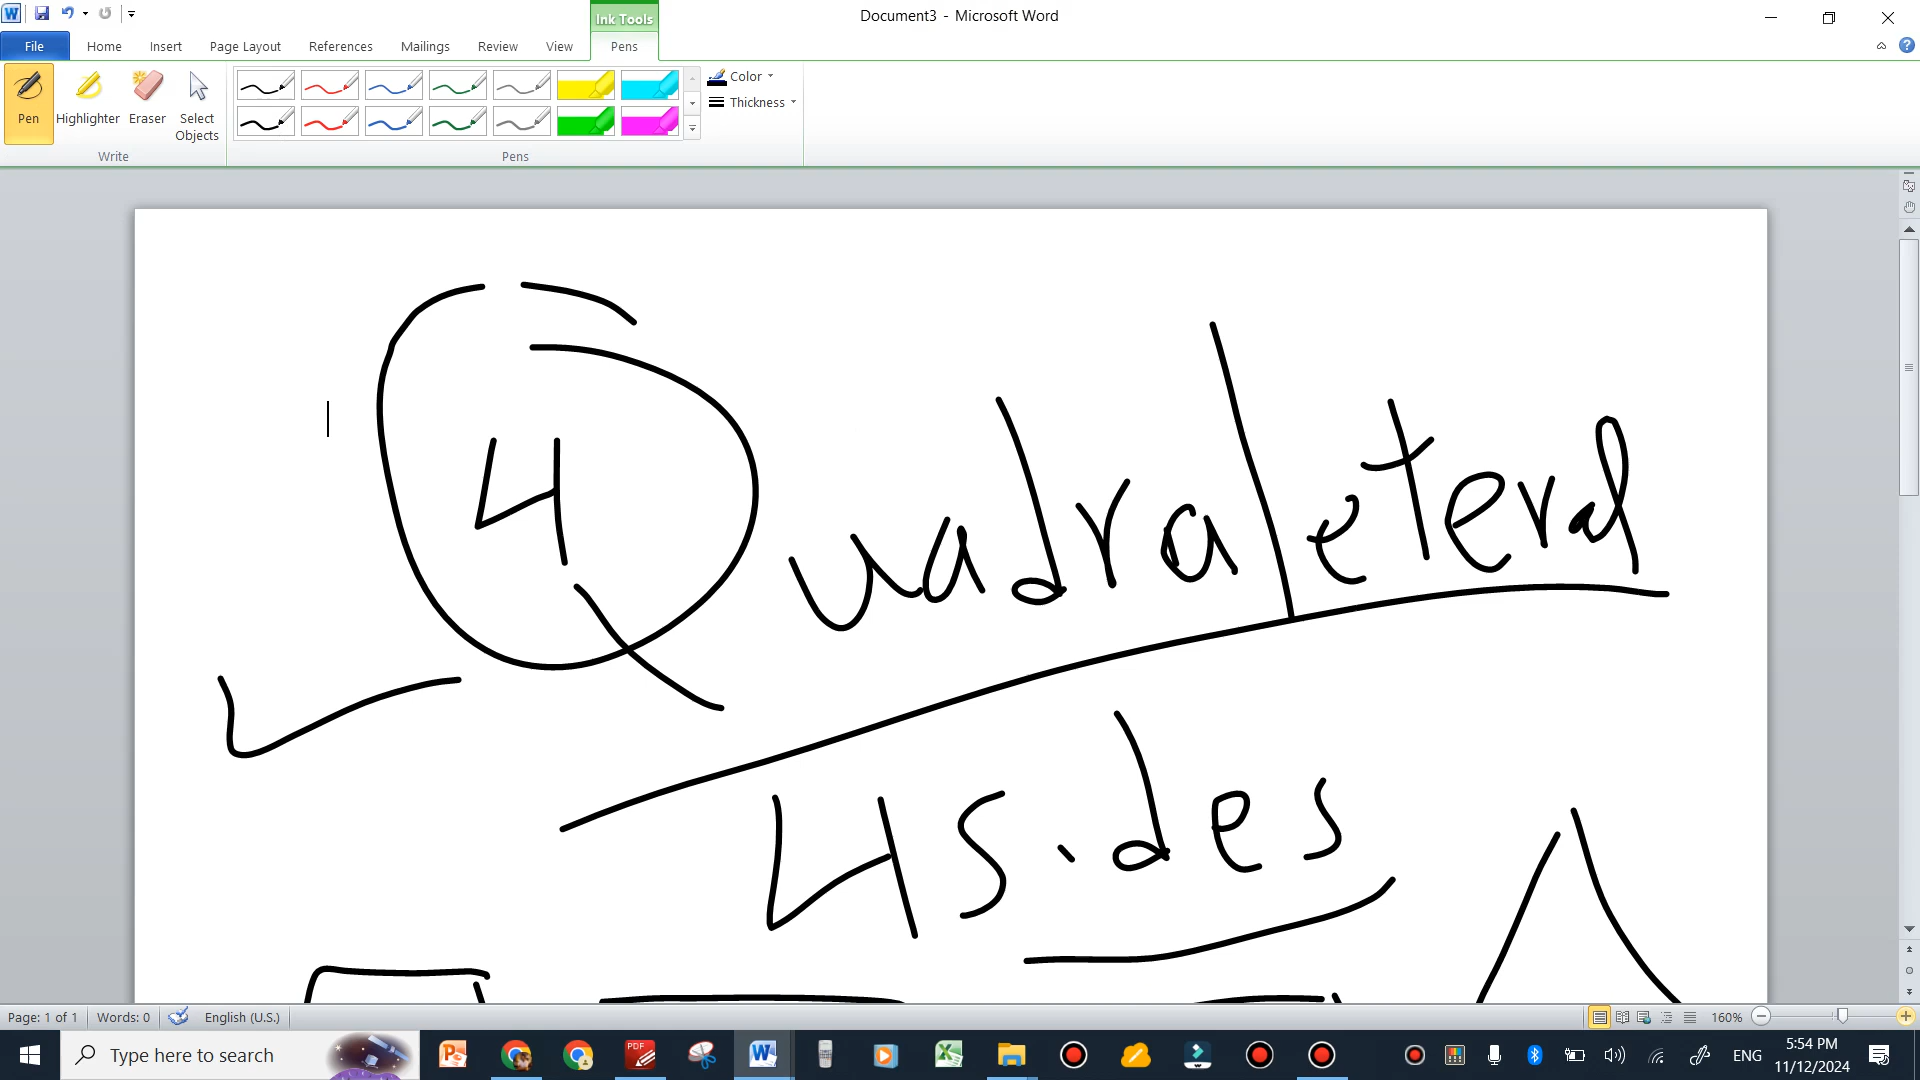 Document3 - Microsoft Word
Ink Tools
File Home Insert Page Layout References Mailings Review View Pens
Pen Highlighter Eraser Select Objects
Color
Thickness
Write Pens
4
Quadraleteral
4 sides
Page: 1 of 1 Words: 0 English (U.S.) 160%
Type here to search
PDF
ENG
5:54 PM
11/12/2024